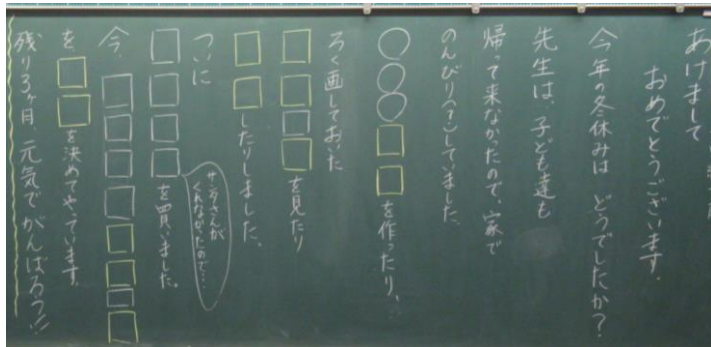 あけまして
おめでとうございます。
今年の冬休みは どうでしたか?
先生は、子ども達も
帰って来なかったので、家で
のんびり(?)していました。
○○○□□を作ったり、
ろく画しておいた
□□□□を見たり
□□したりしました。
ついに
□□□□を買いました。
サンタさんが
くれなかったので…
今、□□□□□□□□
を□□を決めてやっています。
残り3ヶ月、元気でがんばろう!!